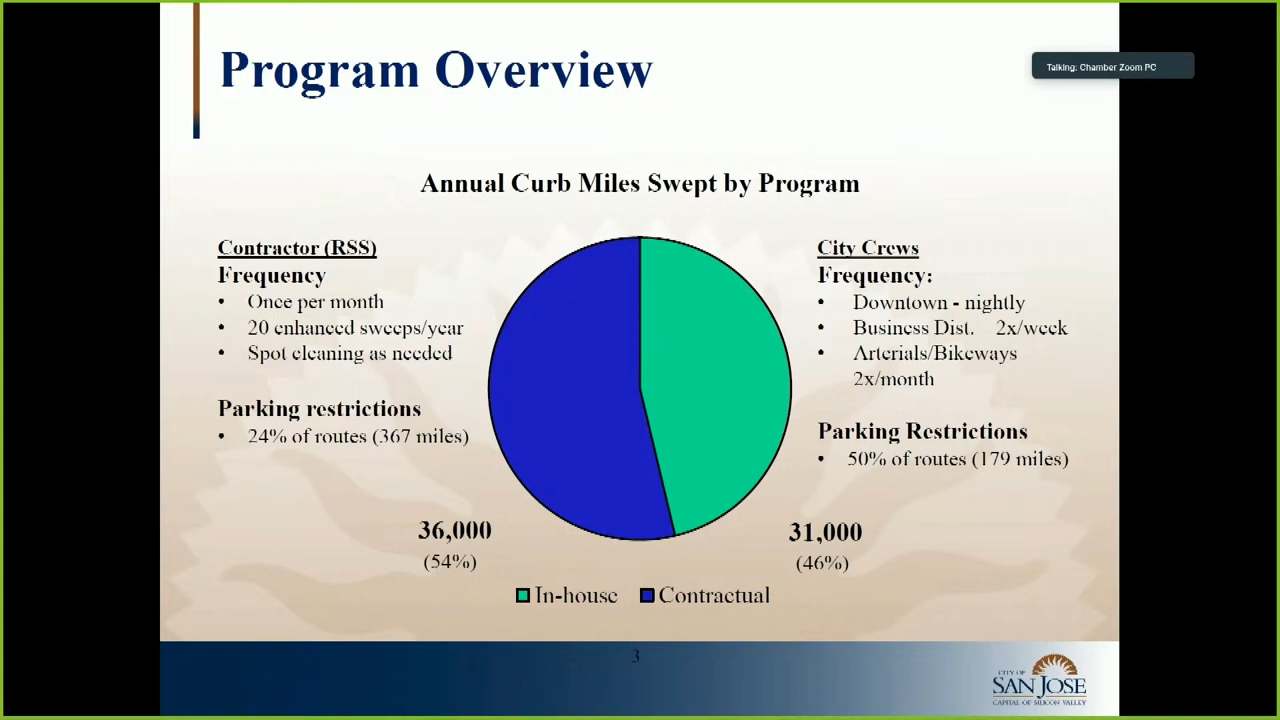 Program Overview
Talking: Chamber Zoom PC
Annual Curb Miles Swept by Program
Contractor (RSS)
Frequency
• Once per month
• 20 enhanced sweeps/year
• Spot cleaning as needed
Parking restrictions
• 24% of routes (367 miles)
36,000
(54%)
City Crews
Frequency:
• Downtown - nightly
• Business Dist. 2x/week
• Arterials/Bikeways
2x/month
Parking Restrictions
• 50% of routes (179 miles)
31,000
(46%)
In-house Contractual
3
CITY OF
SAN JOSE
CAPITAL OF SILICON VALLEY